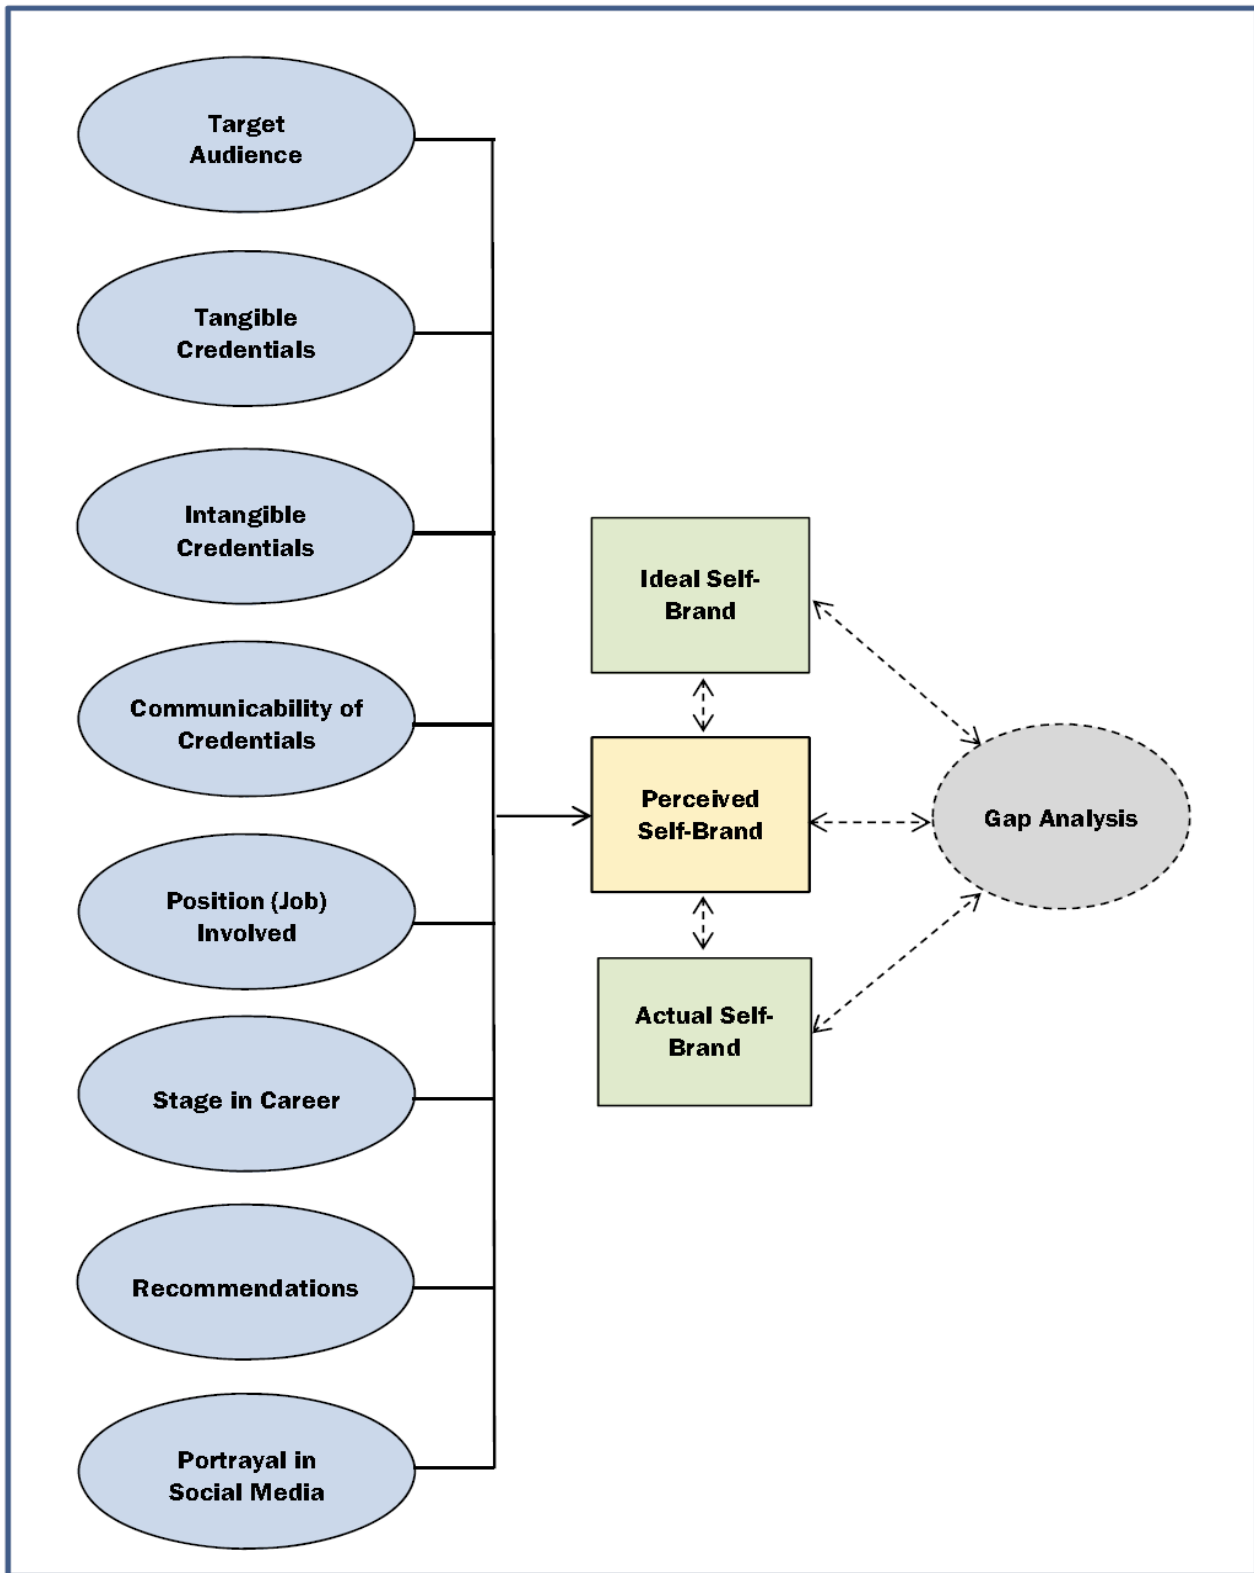 Target
Audience
Tangible
Credentials
Intangible
Credentials
Communicability of
Credentials
Position (Job)
Involved
Stage in Career
Recommendations
Portrayal in
Social Media
Ideal Self-
Brand
Perceived
Self-Brand
Actual Self-
Brand
Gap Analysis